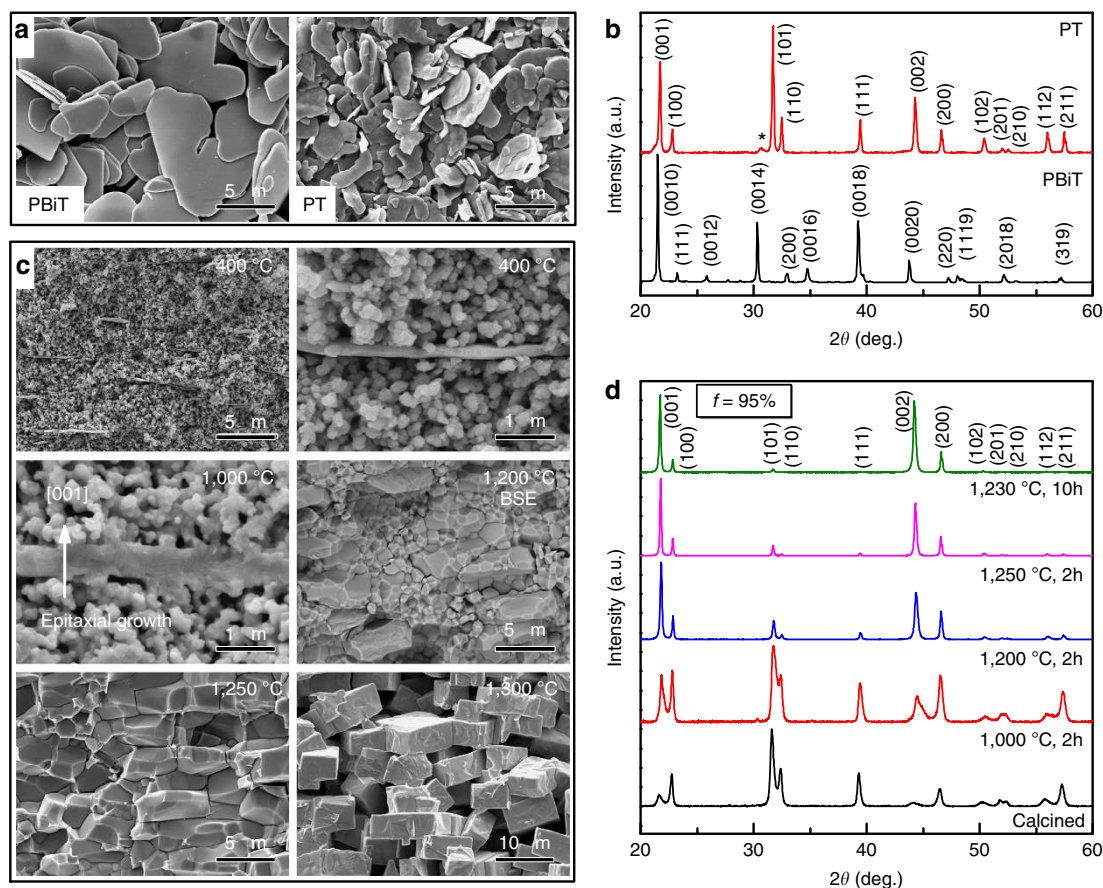 a
PBiT
5 m
PT
5 m
b
PT
(001)
(100)
*
(101)
(110)
(111)
(002)
(200)
(102)
(201)
(210)
(112)
(211)
PBiT
(0010)
(111)
(0012)
(0014)
(200)
(0016)
(0018)
(0020)
(220)
(1119)
(2018)
(319)
Intensity (a.u.)
20 30 40 50 60
2θ (deg.)
c
400 °C
5 m
400 °C
1 m
1,000 °C
[001]
Epitaxial growth
1 m
1,200 °C
BSE
5 m
1,250 °C
5 m
1,300 °C
10 m
d
f = 95%
(001)
(100)
(101)
(110)
(111)
(002)
(200)
(102)
(201)
(210)
(112)
(211)
1,230 °C, 10h
1,250 °C, 2h
1,200 °C, 2h
1,000 °C, 2h
Calcined
Intensity (a.u.)
20 30 40 50 60
2θ (deg.)